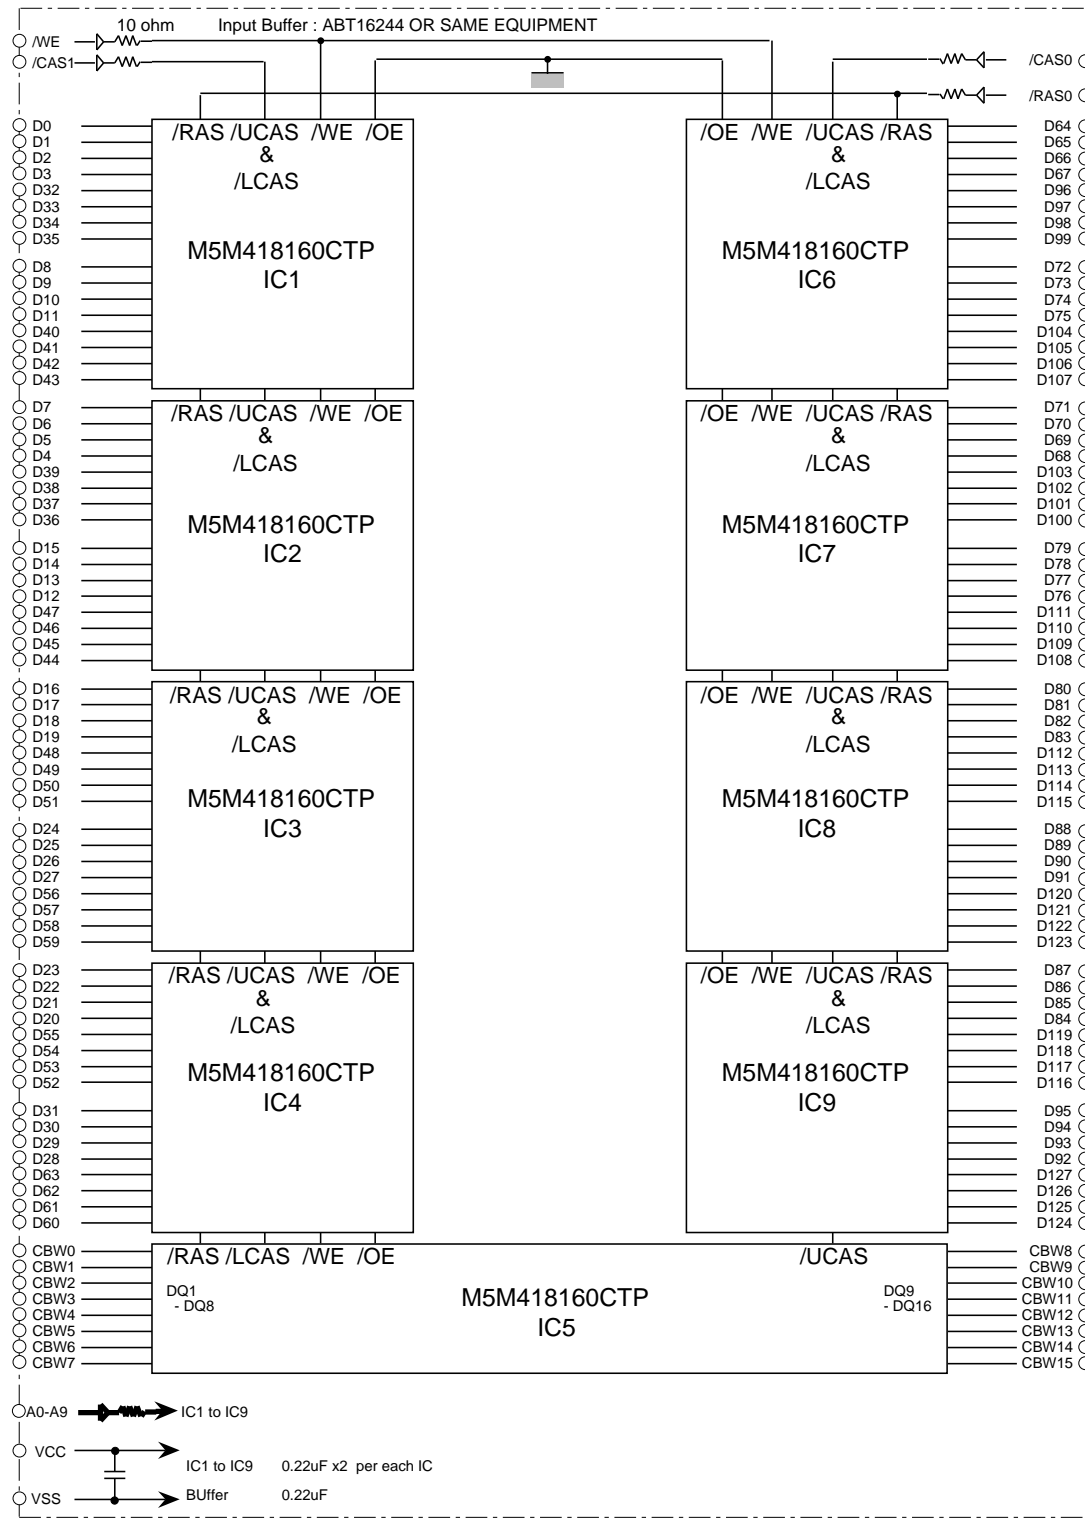 10 ohm Input Buffer : ABT16244 OR SAME EQUIPMENT
/WE
/CAS1
/CAS0
/RAS0
D0
D1
D2
D3
D32
D33
D34
D35
D8
D9
D10
D11
D40
D41
D42
D43
/RAS /UCAS /WE /OE
&
/LCAS
M5M418160CTP
IC1
/OE /WE /UCAS /RAS
&
/LCAS
M5M418160CTP
IC6
D64
D65
D66
D67
D96
D97
D98
D99
D72
D73
D74
D75
D104
D105
D106
D107
D7
D6
D5
D4
D39
D38
D37
D36
D15
D14
D13
D12
D47
D46
D45
D44
/RAS /UCAS /WE /OE
&
/LCAS
M5M418160CTP
IC2
/OE /WE /UCAS /RAS
&
/LCAS
M5M418160CTP
IC7
D71
D70
D69
D68
D103
D102
D101
D100
D79
D78
D77
D76
D111
D110
D109
D108
D16
D17
D18
D19
D48
D49
D50
D51
D24
D25
D26
D27
D56
D57
D58
D59
/RAS /UCAS /WE /OE
&
/LCAS
M5M418160CTP
IC3
/OE /WE /UCAS /RAS
&
/LCAS
M5M418160CTP
IC8
D80
D81
D82
D83
D112
D113
D114
D115
D88
D89
D90
D91
D120
D121
D122
D123
D23
D22
D21
D20
D55
D54
D53
D52
D31
D30
D29
D28
D63
D62
D61
D60
/RAS /UCAS /WE /OE
&
/LCAS
M5M418160CTP
IC4
/OE /WE /UCAS /RAS
&
/LCAS
M5M418160CTP
IC9
D87
D86
D85
D84
D119
D118
D117
D116
D95
D94
D93
D92
D127
D126
D125
D124
CBW0
CBW1
CBW2
CBW3
CBW4
CBW5
CBW6
CBW7
/RAS /LCAS /WE /OE /UCAS
DQ1
- DQ8
M5M418160CTP
IC5
DQ9
- DQ16
CBW8
CBW9
CBW10
CBW11
CBW12
CBW13
CBW14
CBW15
A0-A9 IC1 to IC9
VCC
IC1 to IC9 0.22uF x2 per each IC
VSS BUffer 0.22uF